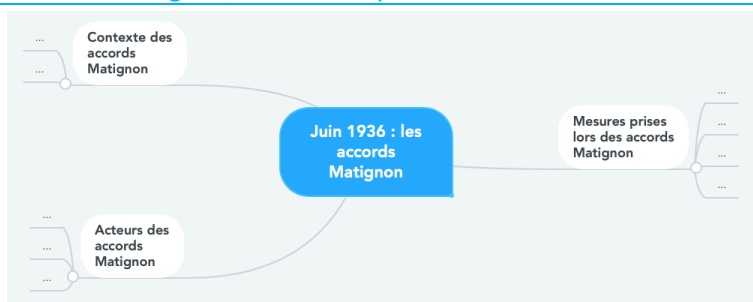 ...
...
Contexte des
accords
Matignon
Juin 1936 : les
accords
Matignon
Mesures prises
lors des accords
Matignon
...
...
...
...
Acteurs des
accords
Matignon
...
...
...